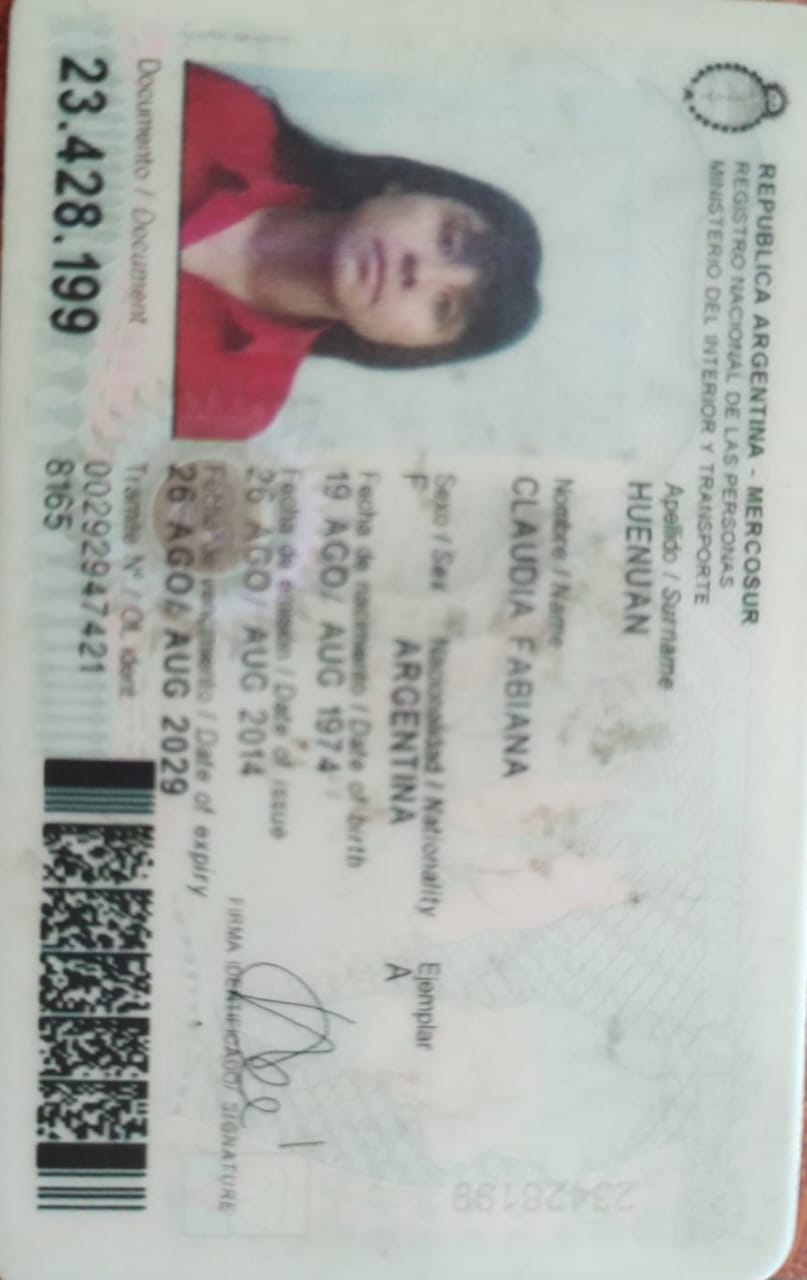 REPUBLICA ARGENTINA - MERCOSUR
REGISTRO NACIONAL DE LAS PERSONAS
MINISTERIO DEL INTERIOR Y TRANSPORTE
Apellido / Surname
HUENUAN
Nombre / Name
CLAUDIA FABIANA
Sexo / Sex Nacionalidad / Nationality Ejemplar
F ARGENTINA A
Fecha de nacimiento / Date of birth
19 AGO/ AUG 1974
Fecha de emisión / Date of issue
26 AGO/ AUG 2014
Fecha de vencimiento / Date of expiry
26 AGO/ AUG 2029
FIRMA IDENTIFICADO/ SIGNATURE
Documento / Document
23.428.199
Tramite N° / Of. ident.
00292947421
8165
23428199